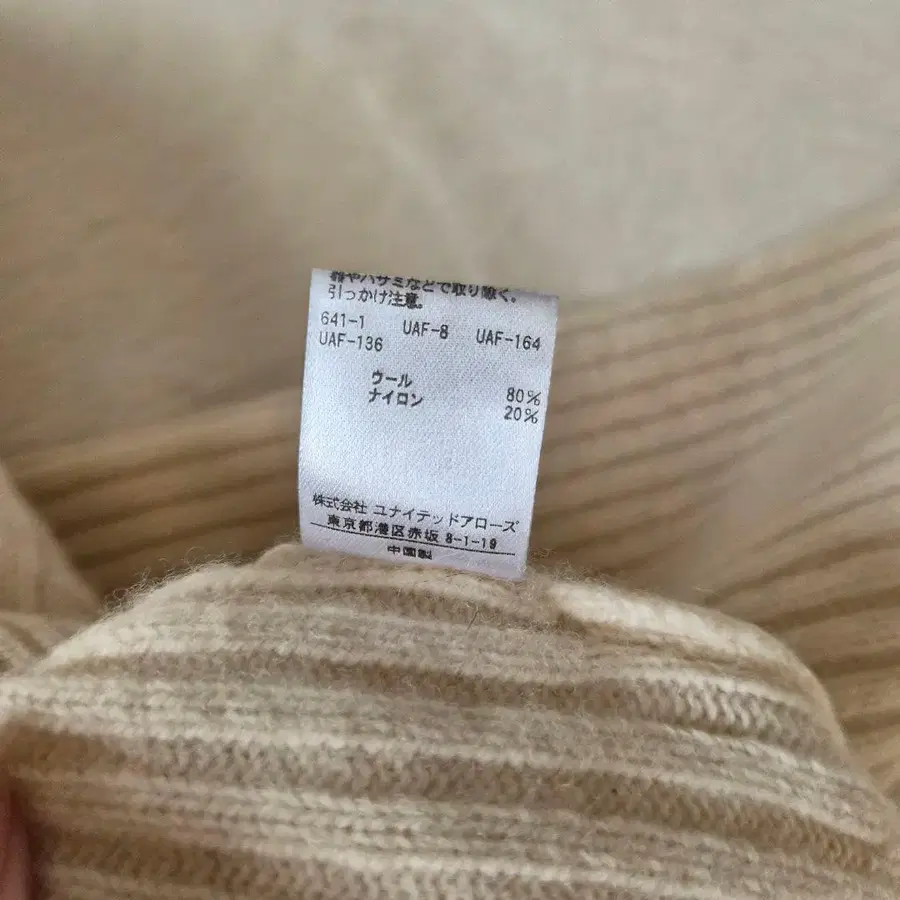 やハサミなどで取り除く。
引っかけ注意。
641-1 UAF-8 UAF-164
UAF-136
ウール 80%
ナイロン 20%
株式会社 ユナイテッドアローズ
東京都港区赤坂 8-1-19
中国製